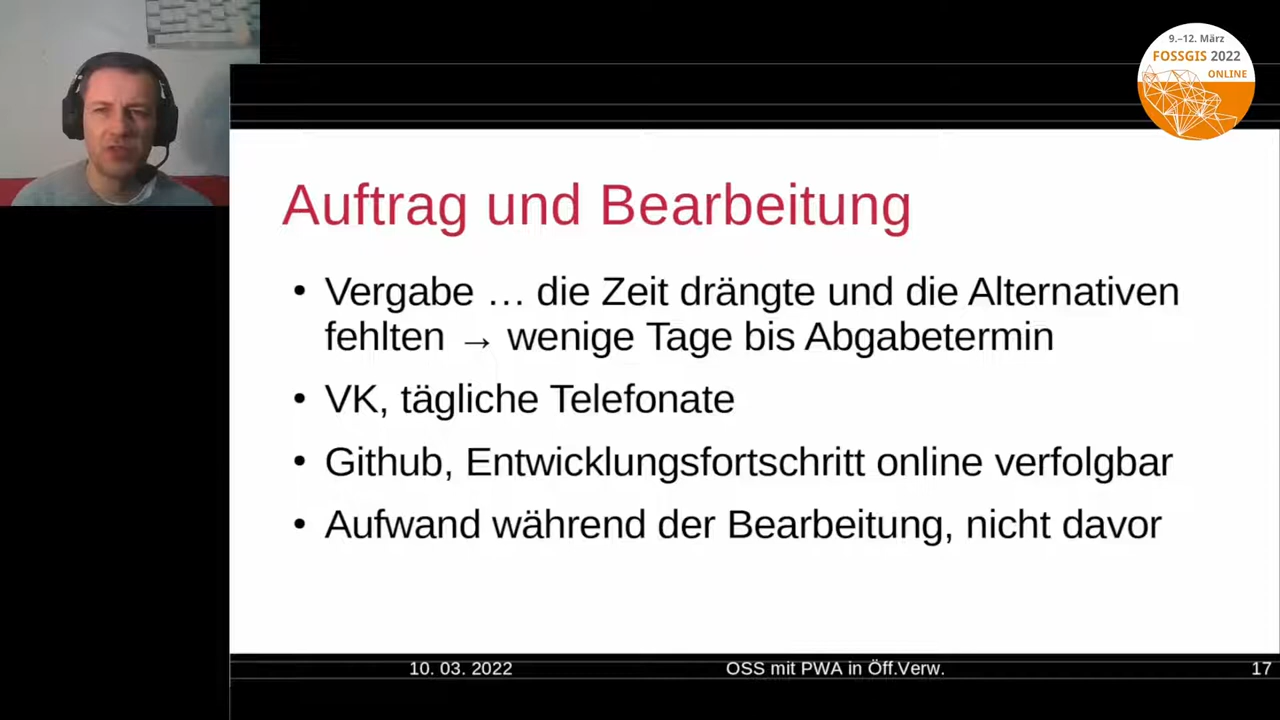 9.–12. März
FOSSGIS 2022
ONLINE
Auftrag und Bearbeitung
• Vergabe … die Zeit drängte und die Alternativen
fehlten → wenige Tage bis Abgabetermin
• VK, tägliche Telefonate
• Github, Entwicklungsfortschritt online verfolgbar
• Aufwand während der Bearbeitung, nicht davor
10. 03. 2022
OSS mit PWA in Öff.Verw.
17